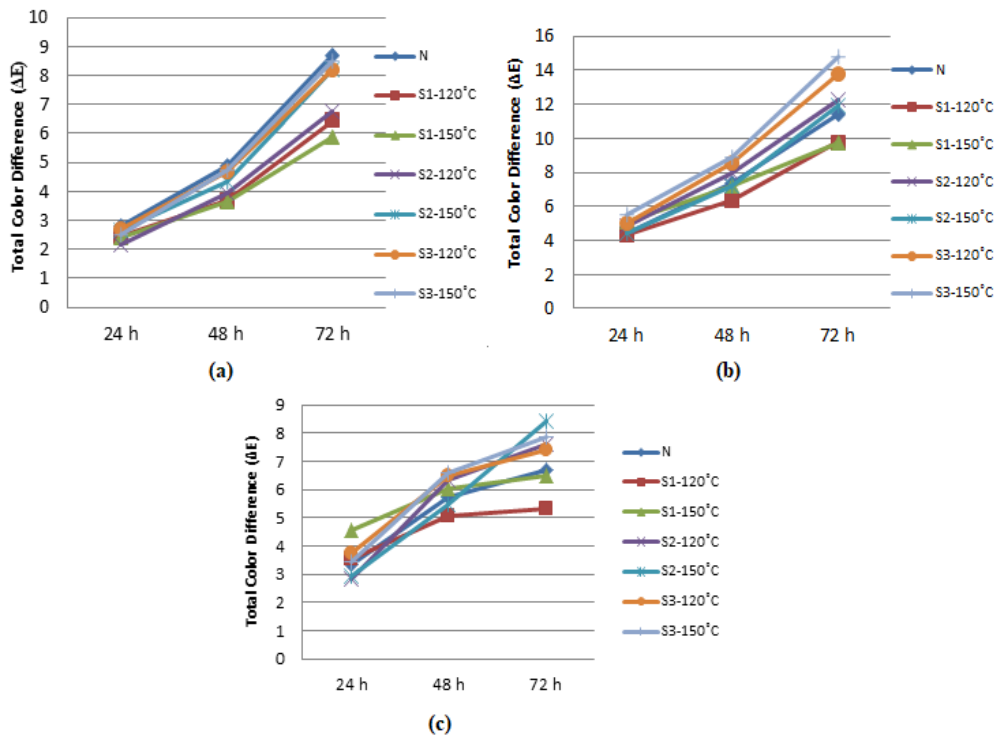 Total Color Difference (ΔE)
10
9
8
7
6
5
4
3
2
1
0
24 h 48 h 72 h
N
S1-120˚C
S1-150˚C
S2-120˚C
S2-150˚C
S3-120˚C
S3-150˚C
(a)
Total Color Difference (ΔE)
16
14
12
10
8
6
4
2
0
24 h 48 h 72 h
N
S1-120˚C
S1-150˚C
S2-120˚C
S2-150˚C
S3-120˚C
S3-150˚C
(b)
Total Color Difference (ΔE)
9
8
7
6
5
4
3
2
1
0
24 h 48 h 72 h
N
S1-120˚C
S1-150˚C
S2-120˚C
S2-150˚C
S3-120˚C
S3-150˚C
(c)